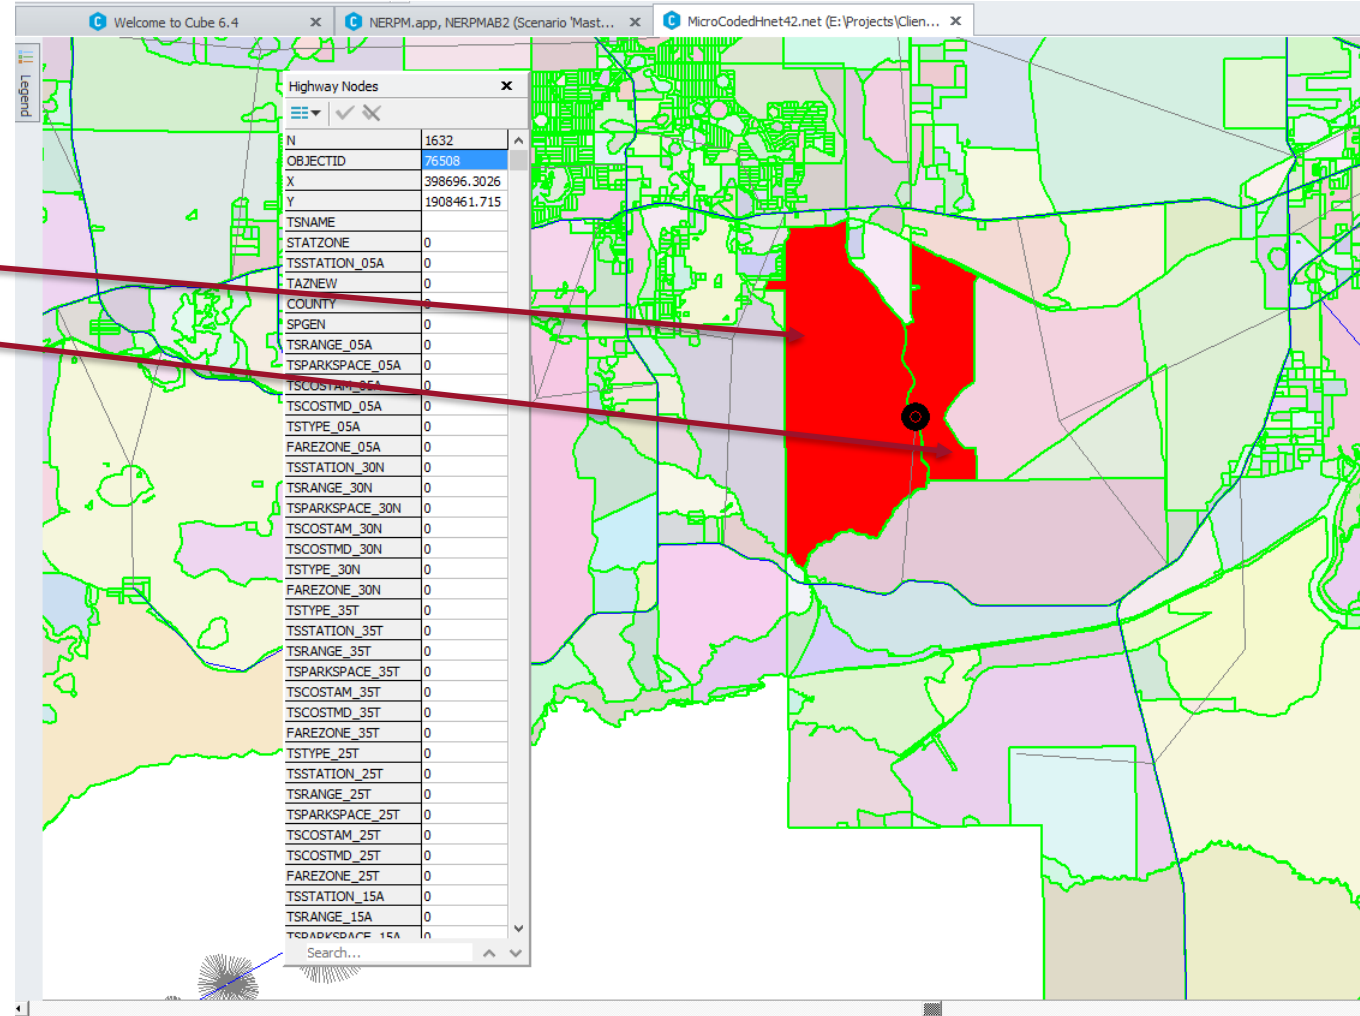 Welcome to Cube 6.4
NERPM.app, NERPMAB2 (Scenario 'Mast...
MicroCodedHnet42.net (E:\Projects\Clien...
Legend
Highway Nodes
N 1632
OBJECTID 76508
X 398696.3026
Y 1908461.715
TSNAME
STATZONE 0
TSSTATION_05A 0
TAZNEW 0
COUNTY 0
SPGEN 0
TSRANGE_05A 0
TSPARKSPACE_05A 0
TSCOSTAM_05A 0
TSCOSTMD_05A 0
TSTYPE_05A 0
FAREZONE_05A 0
TSSTATION_30N 0
TSRANGE_30N 0
TSPARKSPACE_30N 0
TSCOSTAM_30N 0
TSCOSTMD_30N 0
TSTYPE_30N 0
FAREZONE_30N 0
TSTYPE_35T 0
TSSTATION_35T 0
TSRANGE_35T 0
TSPARKSPACE_35T 0
TSCOSTAM_35T 0
TSCOSTMD_35T 0
FAREZONE_35T 0
TSTYPE_25T 0
TSSTATION_25T 0
TSRANGE_25T 0
TSPARKSPACE_25T 0
TSCOSTAM_25T 0
TSCOSTMD_25T 0
FAREZONE_25T 0
TSSTATION_15A 0
TSRANGE_15A 0
TSPARKSPACE_15A 0
Search...